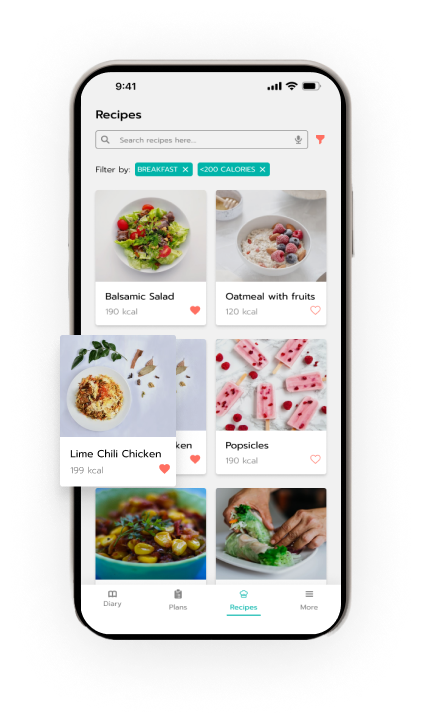 9:41
Recipes
Search recipes here...
Filter by: BREAKFAST × <200 CALORIES ×
Balsamic Salad
190 kcal
Oatmeal with fruits
120 kcal
Lime Chili Chicken
199 kcal
ken
Popsicles
190 kcal
Diary
Plans
Recipes
More